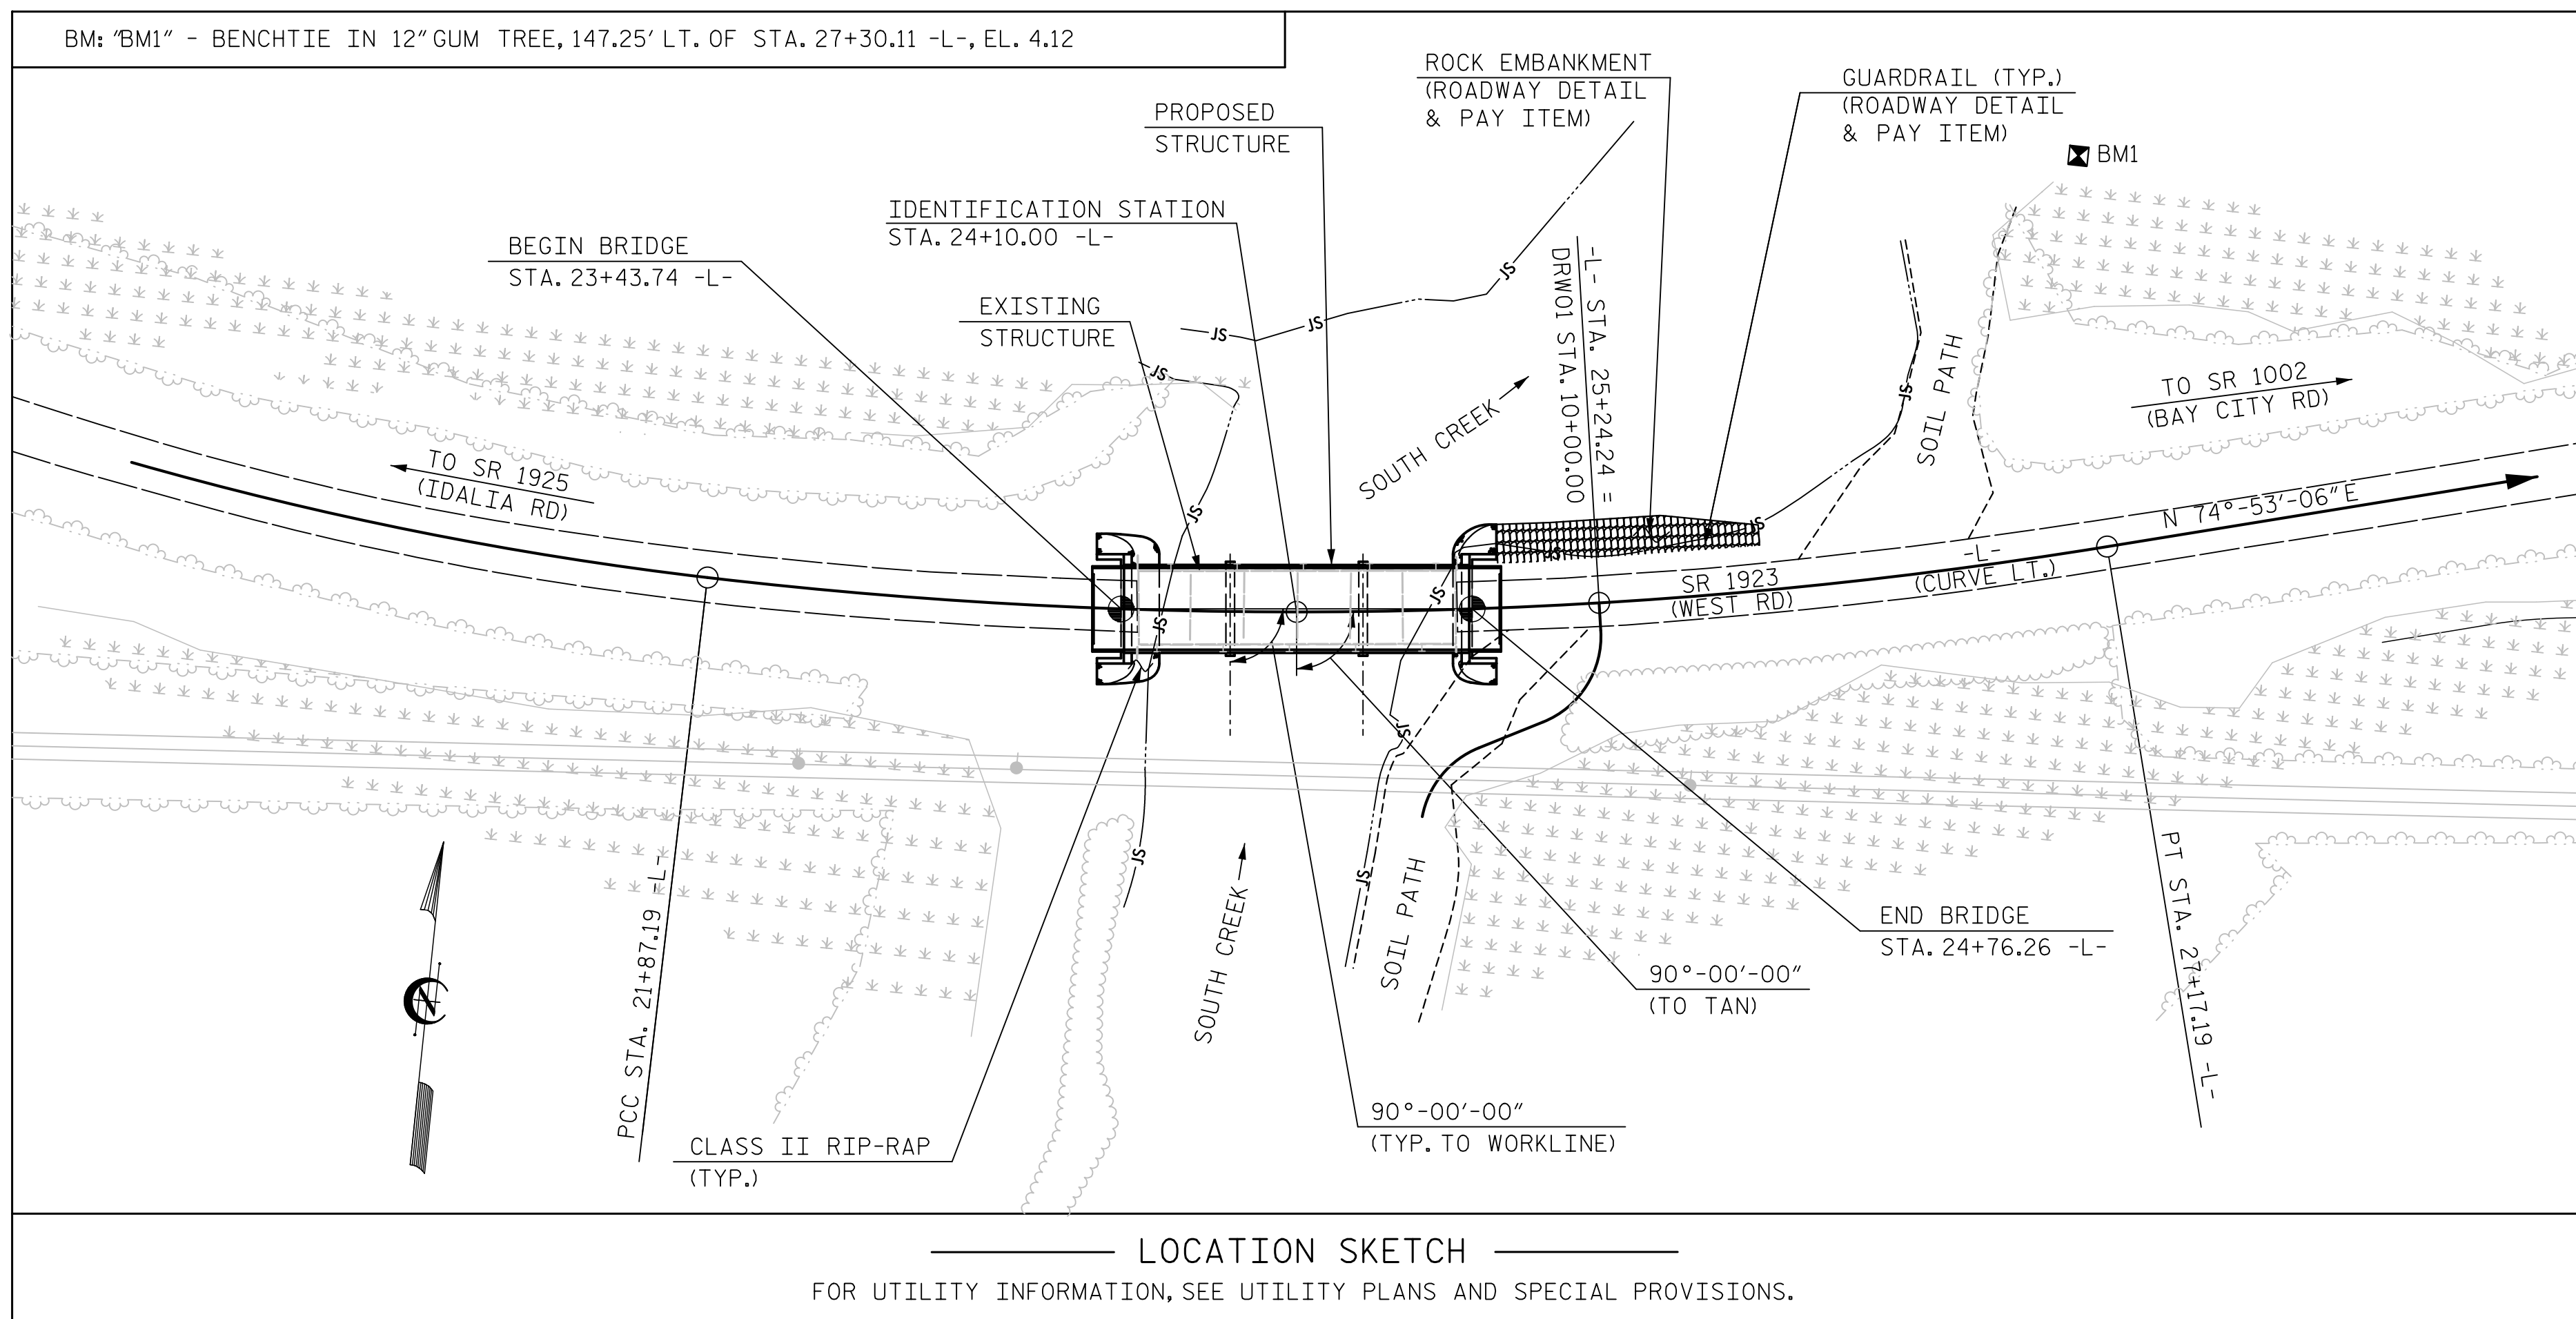 BM: "BM1" - BENCHTIE IN 12" GUM TREE, 147.25' LT. OF STA. 27+30.11 -L-, EL. 4.12
ROCK EMBANKMENT
(ROADWAY DETAIL
& PAY ITEM)
GUARDRAIL (TYP.)
(ROADWAY DETAIL
& PAY ITEM)
PROPOSED
STRUCTURE
BM1
IDENTIFICATION STATION
STA. 24+10.00 -L-
BEGIN BRIDGE
STA. 23+43.74 -L-
EXISTING
STRUCTURE
JS
JS
JS
JS
-L- STA. 25+24.24 =
DRW01 STA. 10+00.00
SOUTH CREEK
SOIL PATH
JS
TO SR 1002
(BAY CITY RD)
TO SR 1925
(IDALIA RD)
JS
JS
JS
N 74°-53'-06" E
-L-
(CURVE LT.)
SR 1923
(WEST RD)
JS
JS
JS
JS
JS
SOUTH CREEK
SOIL PATH
PCC STA. 21+87.19 -L-
PT STA. 27+17.19 -L-
END BRIDGE
STA. 24+76.26 -L-
90°-00'-00"
(TO TAN)
90°-00'-00"
(TYP. TO WORKLINE)
CLASS II RIP-RAP
(TYP.)
N
LOCATION SKETCH
FOR UTILITY INFORMATION, SEE UTILITY PLANS AND SPECIAL PROVISIONS.